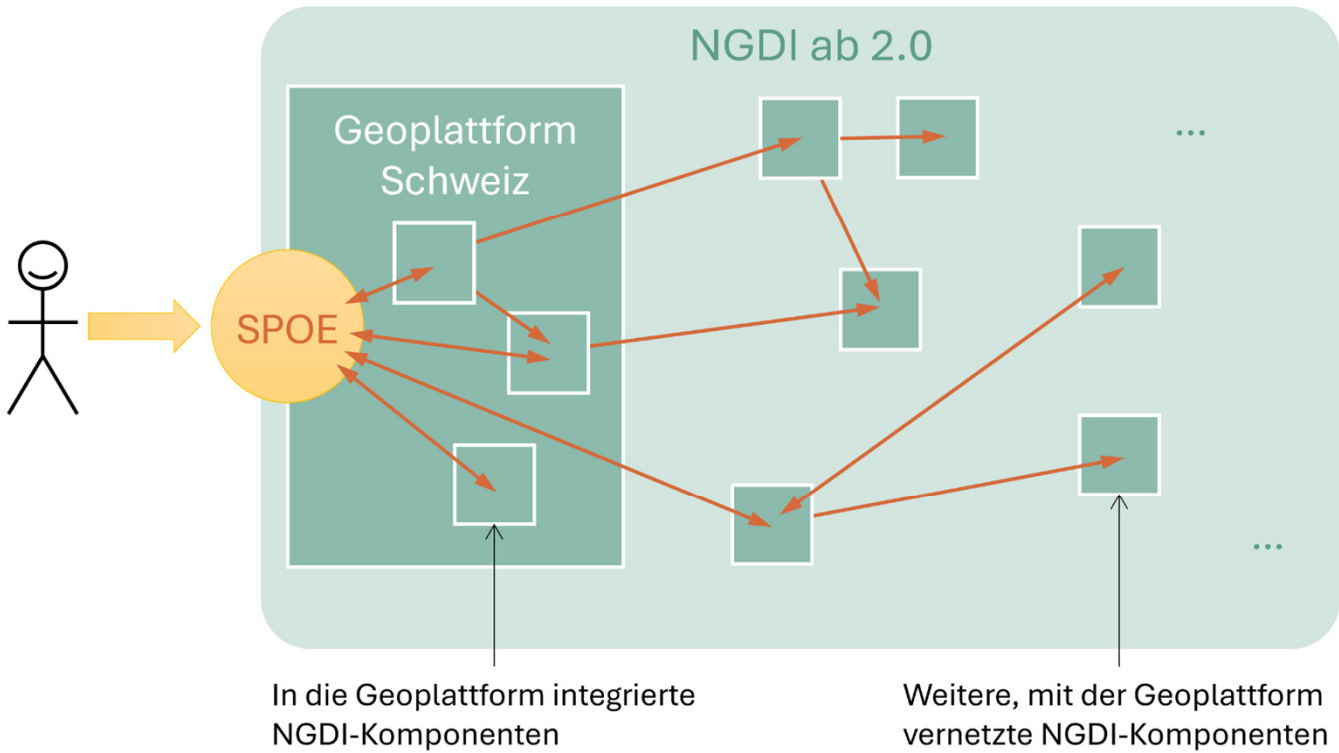 NGDI ab 2.0
Geoplattform
Schweiz
...
SPOE
...
In die Geoplattform integrierte
NGDI-Komponenten
Weitere, mit der Geoplattform
vernetzte NGDI-Komponenten